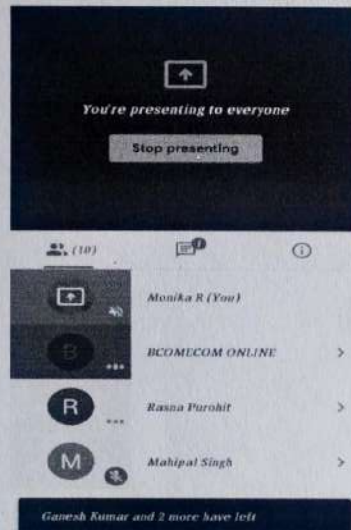 You're presenting to everyone
Stop presenting
(10)
Monika R (You)
B
BCOMECOM ONLINE
R
Rasna Purohit
M
Mahipal Singh
Ganesh Kumar and 2 more have left